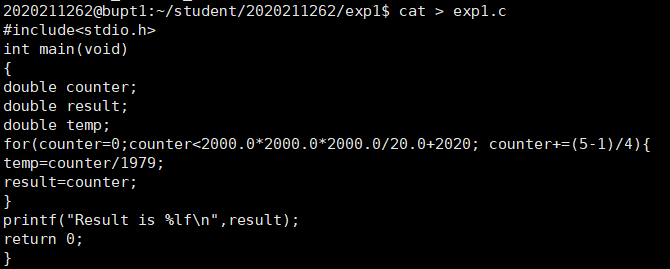 2020211262@bupt1:~/student/2020211262/exp1$ cat > exp1.c
#include<stdio.h>
int main(void)
{
double counter;
double result;
double temp;
for(counter=0;counter<2000.0*2000.0*2000.0/20.0+2020; counter+=(5-1)/4){
temp=counter/1979;
result=counter;
}
printf("Result is %lf\n",result);
return 0;
}